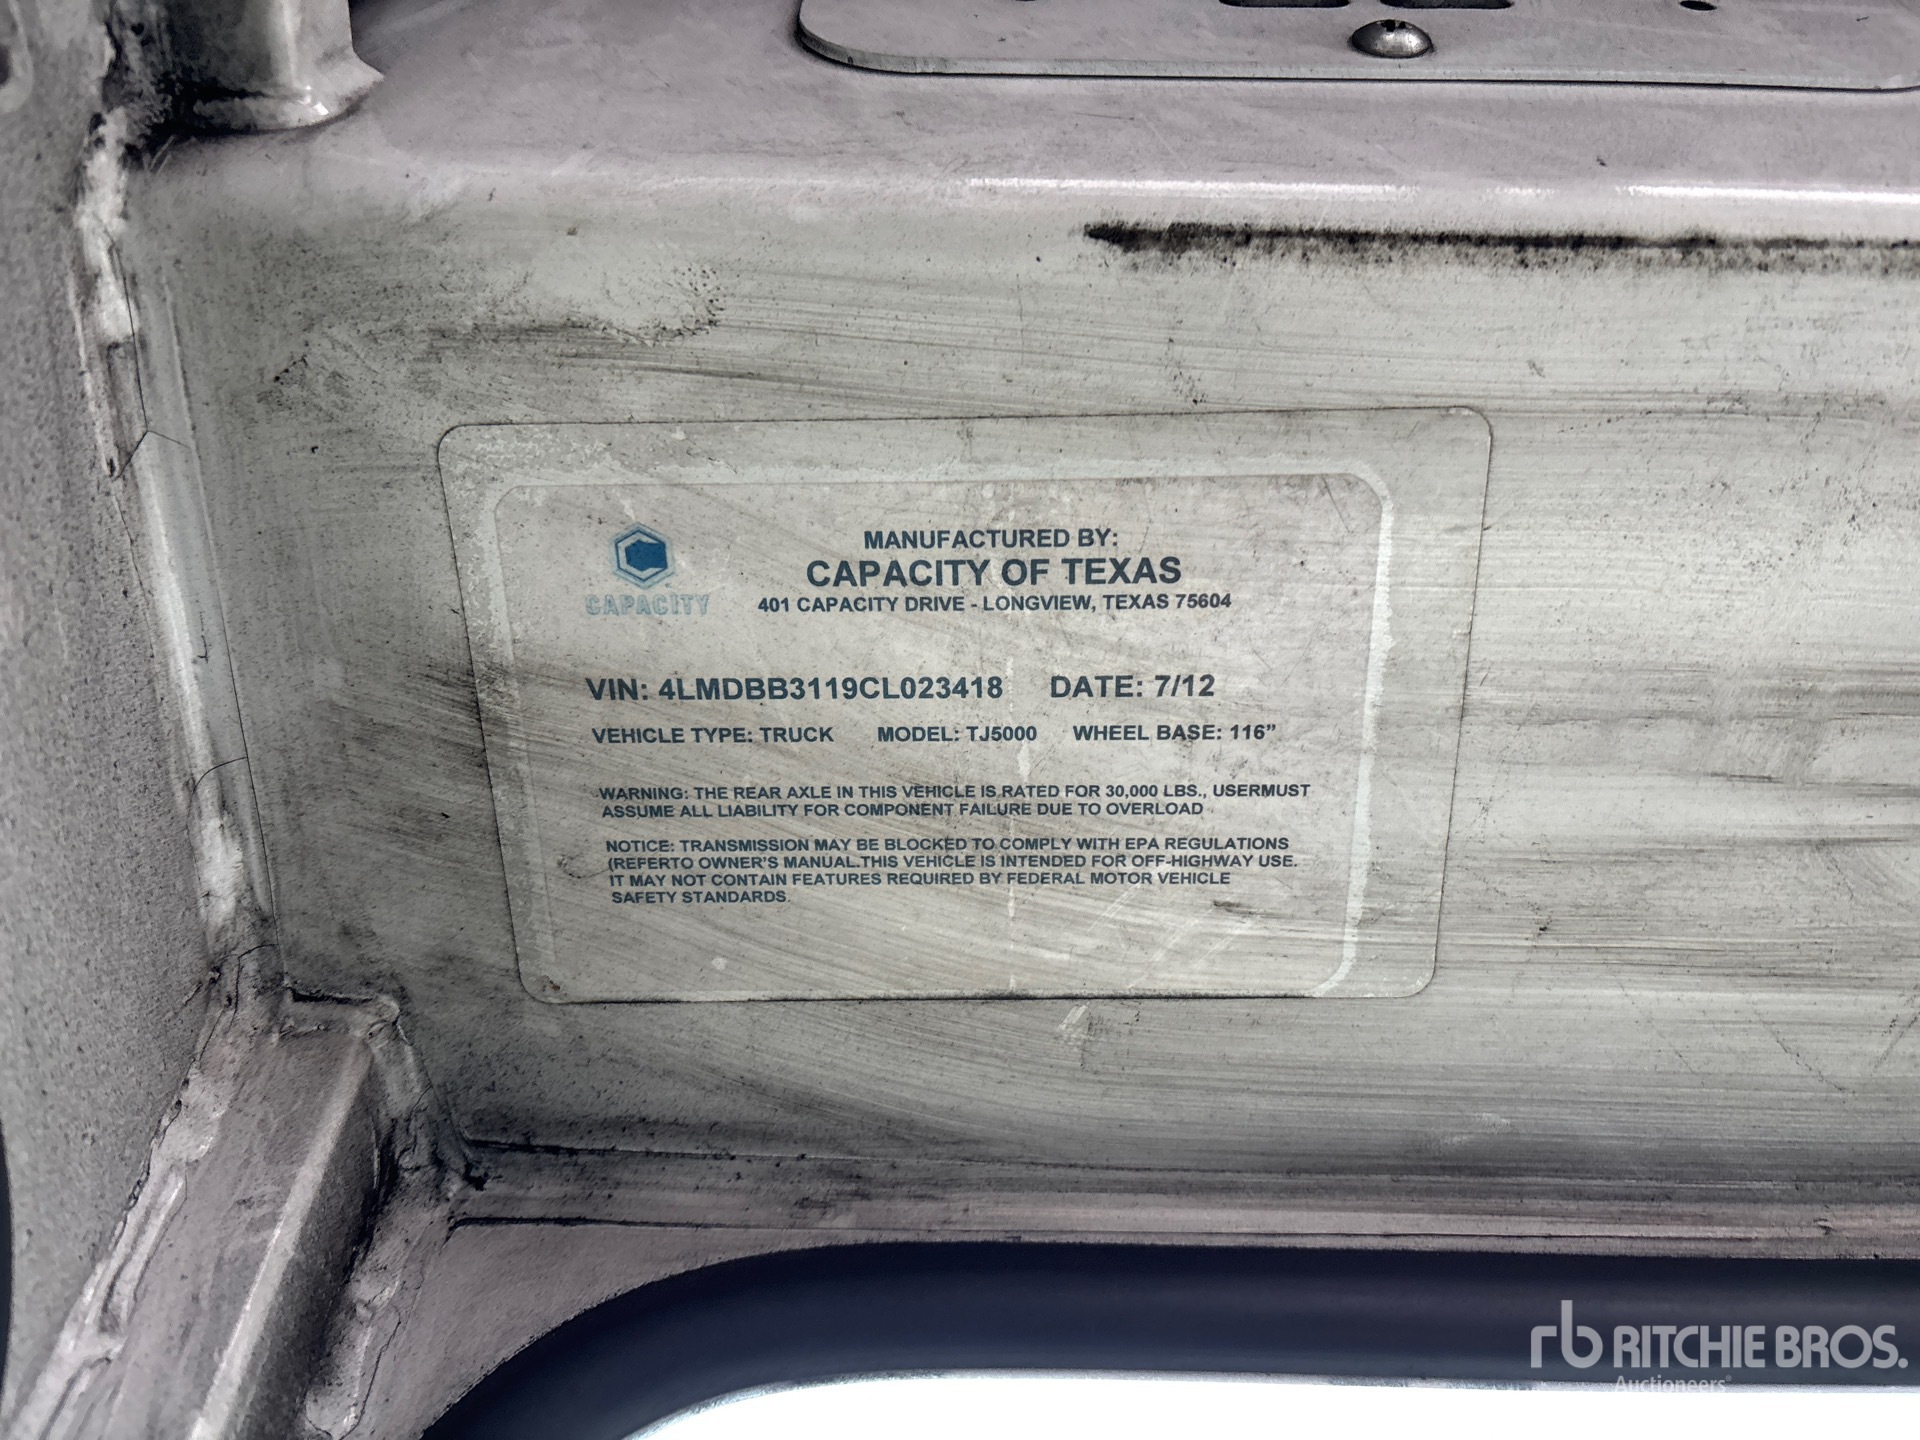 MANUFACTURED BY:
CAPACITY OF TEXAS
CAPACITY
401 CAPACITY DRIVE - LONGVIEW, TEXAS 75604
VIN: 4LMDBB3119CL023418 DATE: 7/12
VEHICLE TYPE: TRUCK MODEL: TJ5000 WHEEL BASE: 116”
WARNING: THE REAR AXLE IN THIS VEHICLE IS RATED FOR 30,000 LBS., USERMUST
ASSUME ALL LIABILITY FOR COMPONENT FAILURE DUE TO OVERLOAD
NOTICE: TRANSMISSION MAY BE BLOCKED TO COMPLY WITH EPA REGULATIONS
(REFERTO OWNER'S MANUAL.THIS VEHICLE IS INTENDED FOR OFF-HIGHWAY USE.
IT MAY NOT CONTAIN FEATURES REQUIRED BY FEDERAL MOTOR VEHICLE
SAFETY STANDARDS.
rb RITCHIE BROS.
Auctioneers®